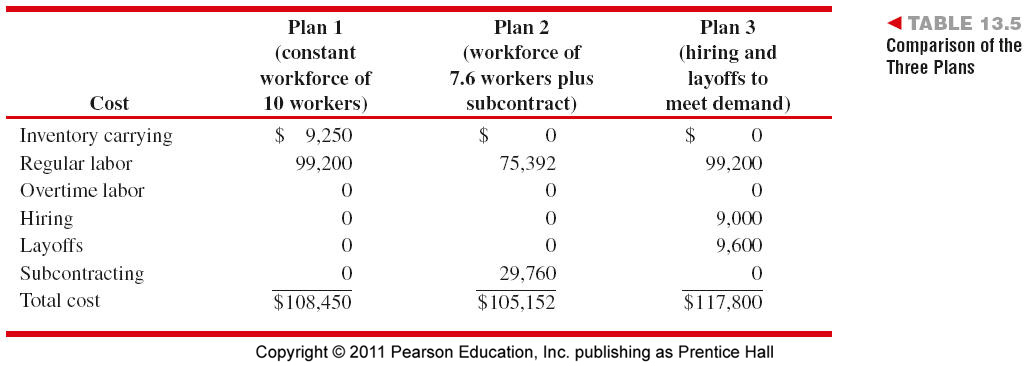 ◄ TABLE 13.5
Comparison of the
Three Plans
Plan 1 Plan 2 Plan 3
(constant (workforce of (hiring and
workforce of 7.6 workers plus layoffs to
Cost 10 workers) subcontract) meet demand)
Inventory carrying $ 9,250 $ 0 $ 0
Regular labor 99,200 75,392 99,200
Overtime labor 0 0 0
Hiring 0 0 9,000
Layoffs 0 0 9,600
Subcontracting 0 29,760 0
Total cost $108,450 $105,152 $117,800
Copyright © 2011 Pearson Education, Inc. publishing as Prentice Hall